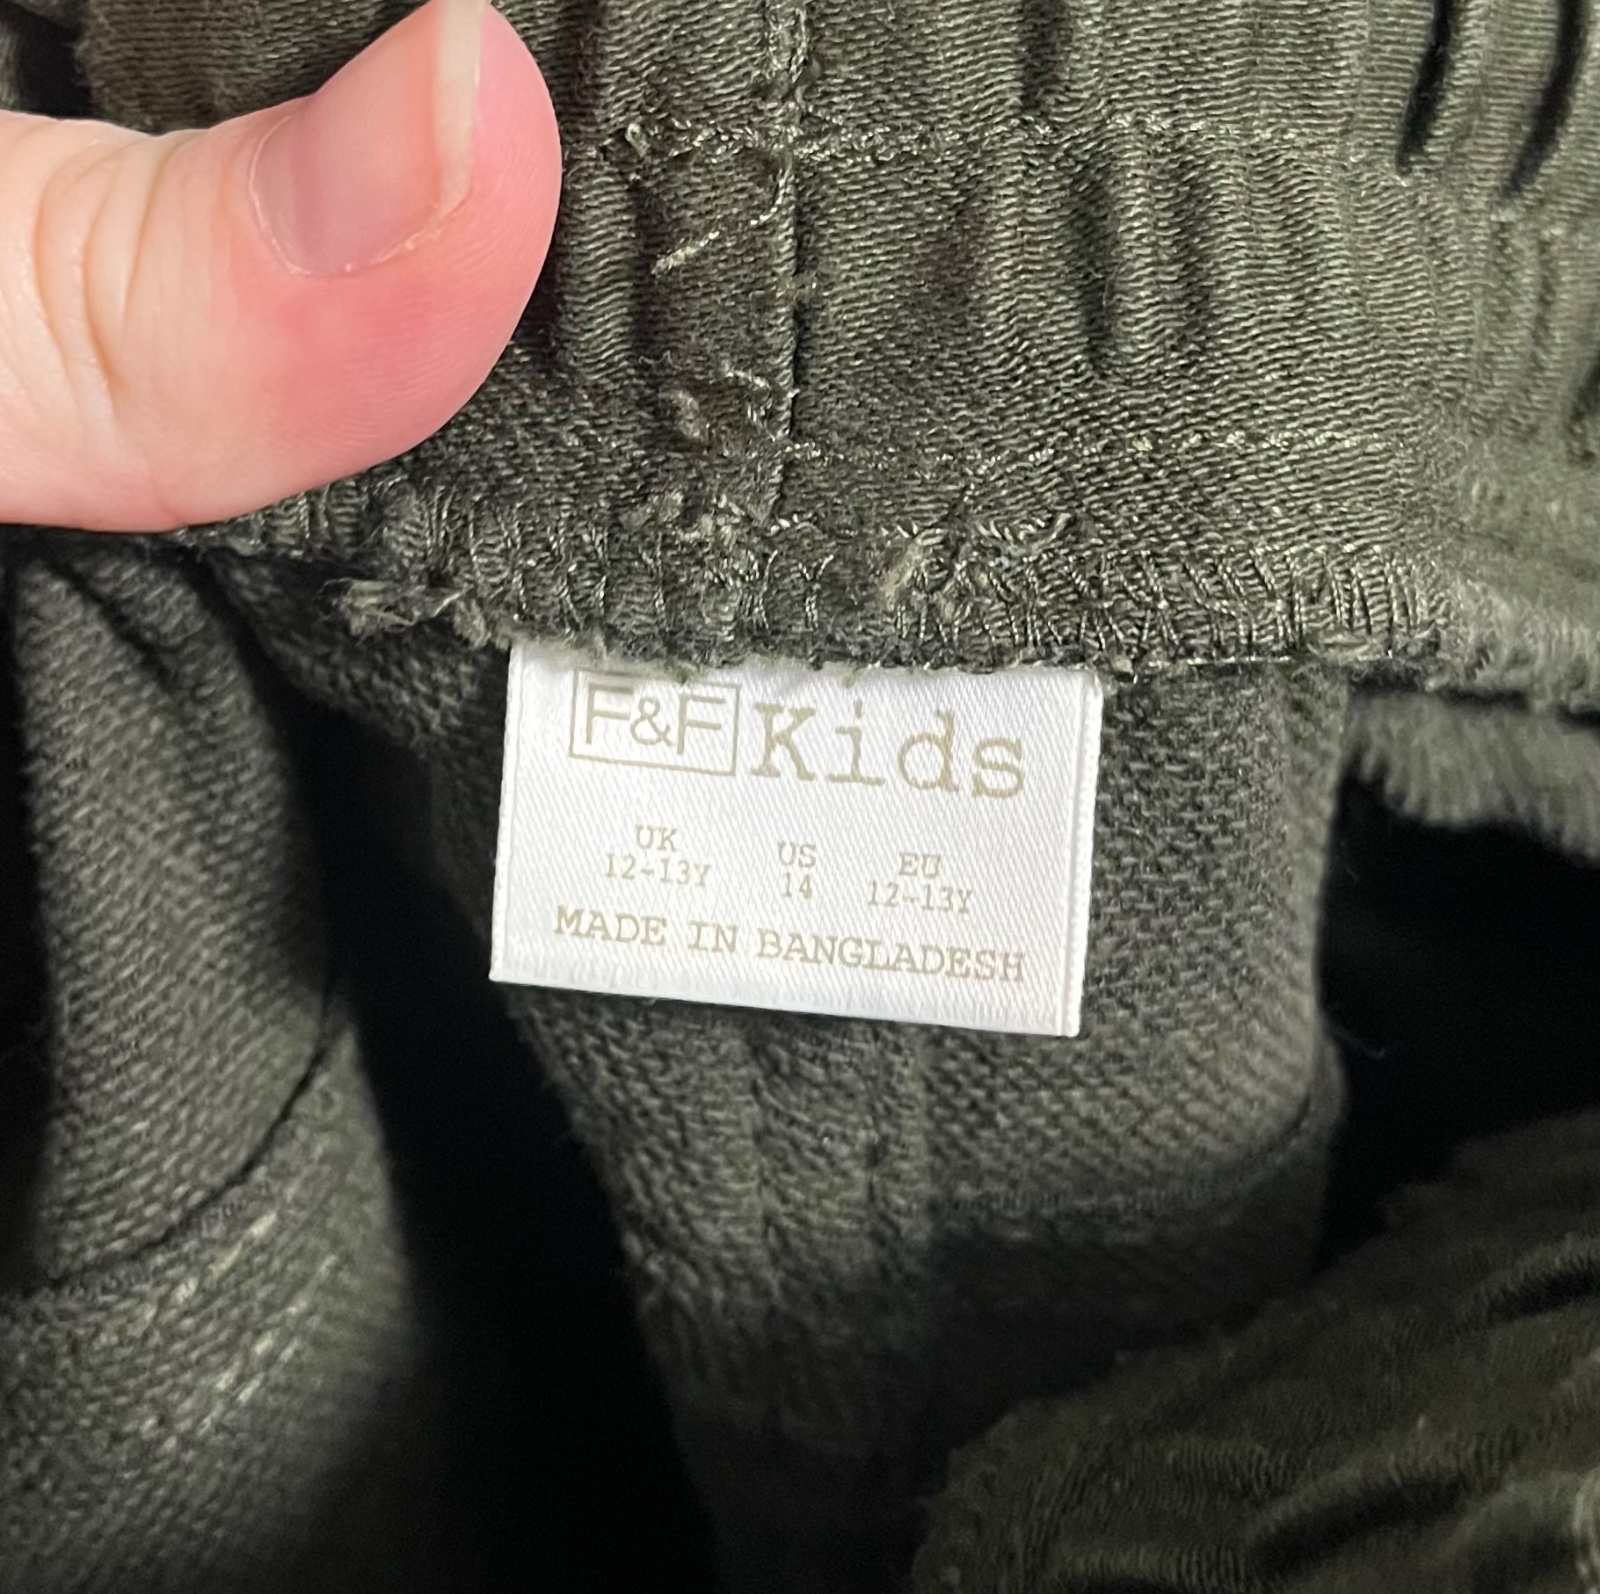 F&F Kids
UK US EU
12-13Y 14 12-13Y
MADE IN BANGLADESH